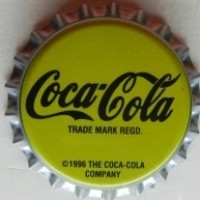 Coca-Cola
TRADE MARK REGD.
©1996 THE COCA-COLA
COMPANY